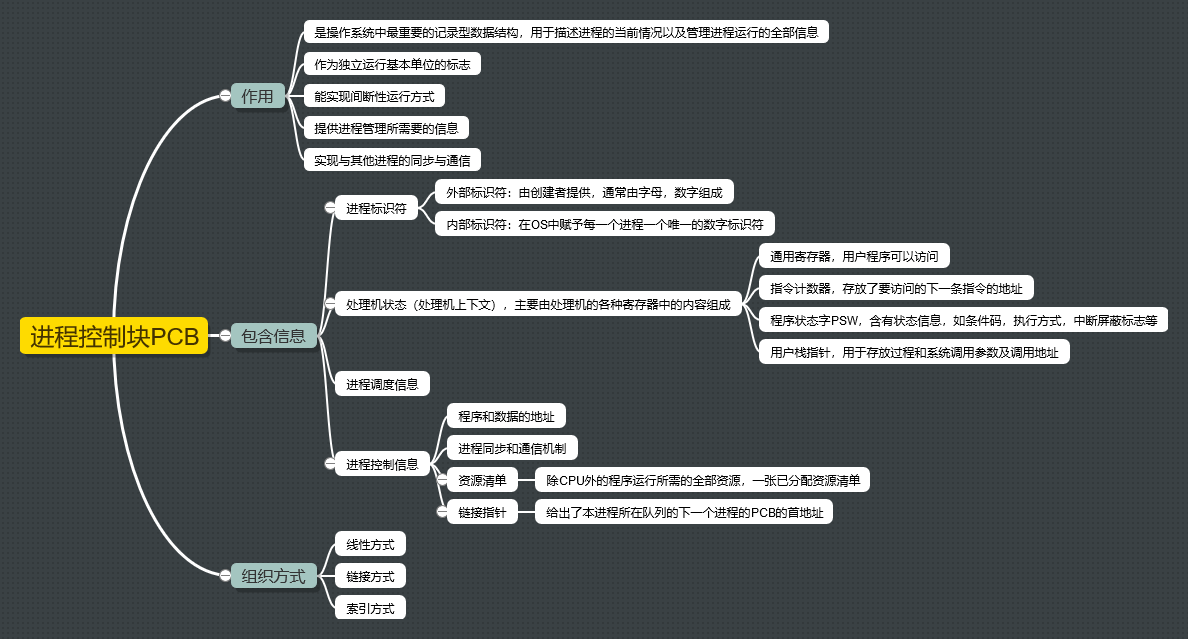 进程控制块PCB
作用
是操作系统中最重要的记录型数据结构，用于描述进程的当前情况以及管理进程运行的全部信息
作为独立运行基本单位的标志
能实现间断性运行方式
提供进程管理所需要的信息
实现与其他进程的同步与通信
包含信息
进程标识符
外部标识符：由创建者提供，通常由字母，数字组成
内部标识符：在OS中赋予每一个进程一个唯一的数字标识符
处理机状态（处理机上下文），主要由处理机的各种寄存器中的内容组成
通用寄存器，用户程序可以访问
指令计数器，存放了要访问的下一条指令的地址
程序状态字PSW，含有状态信息，如条件码，执行方式，中断屏蔽标志等
用户栈指针，用于存放过程和系统调用参数及调用地址
进程调度信息
进程控制信息
程序和数据的地址
进程同步和通信机制
资源清单
除CPU外的程序运行所需的全部资源，一张已分配资源清单
链接指针
给出了本进程所在队列的下一个进程的PCB的首地址
组织方式
线性方式
链接方式
索引方式